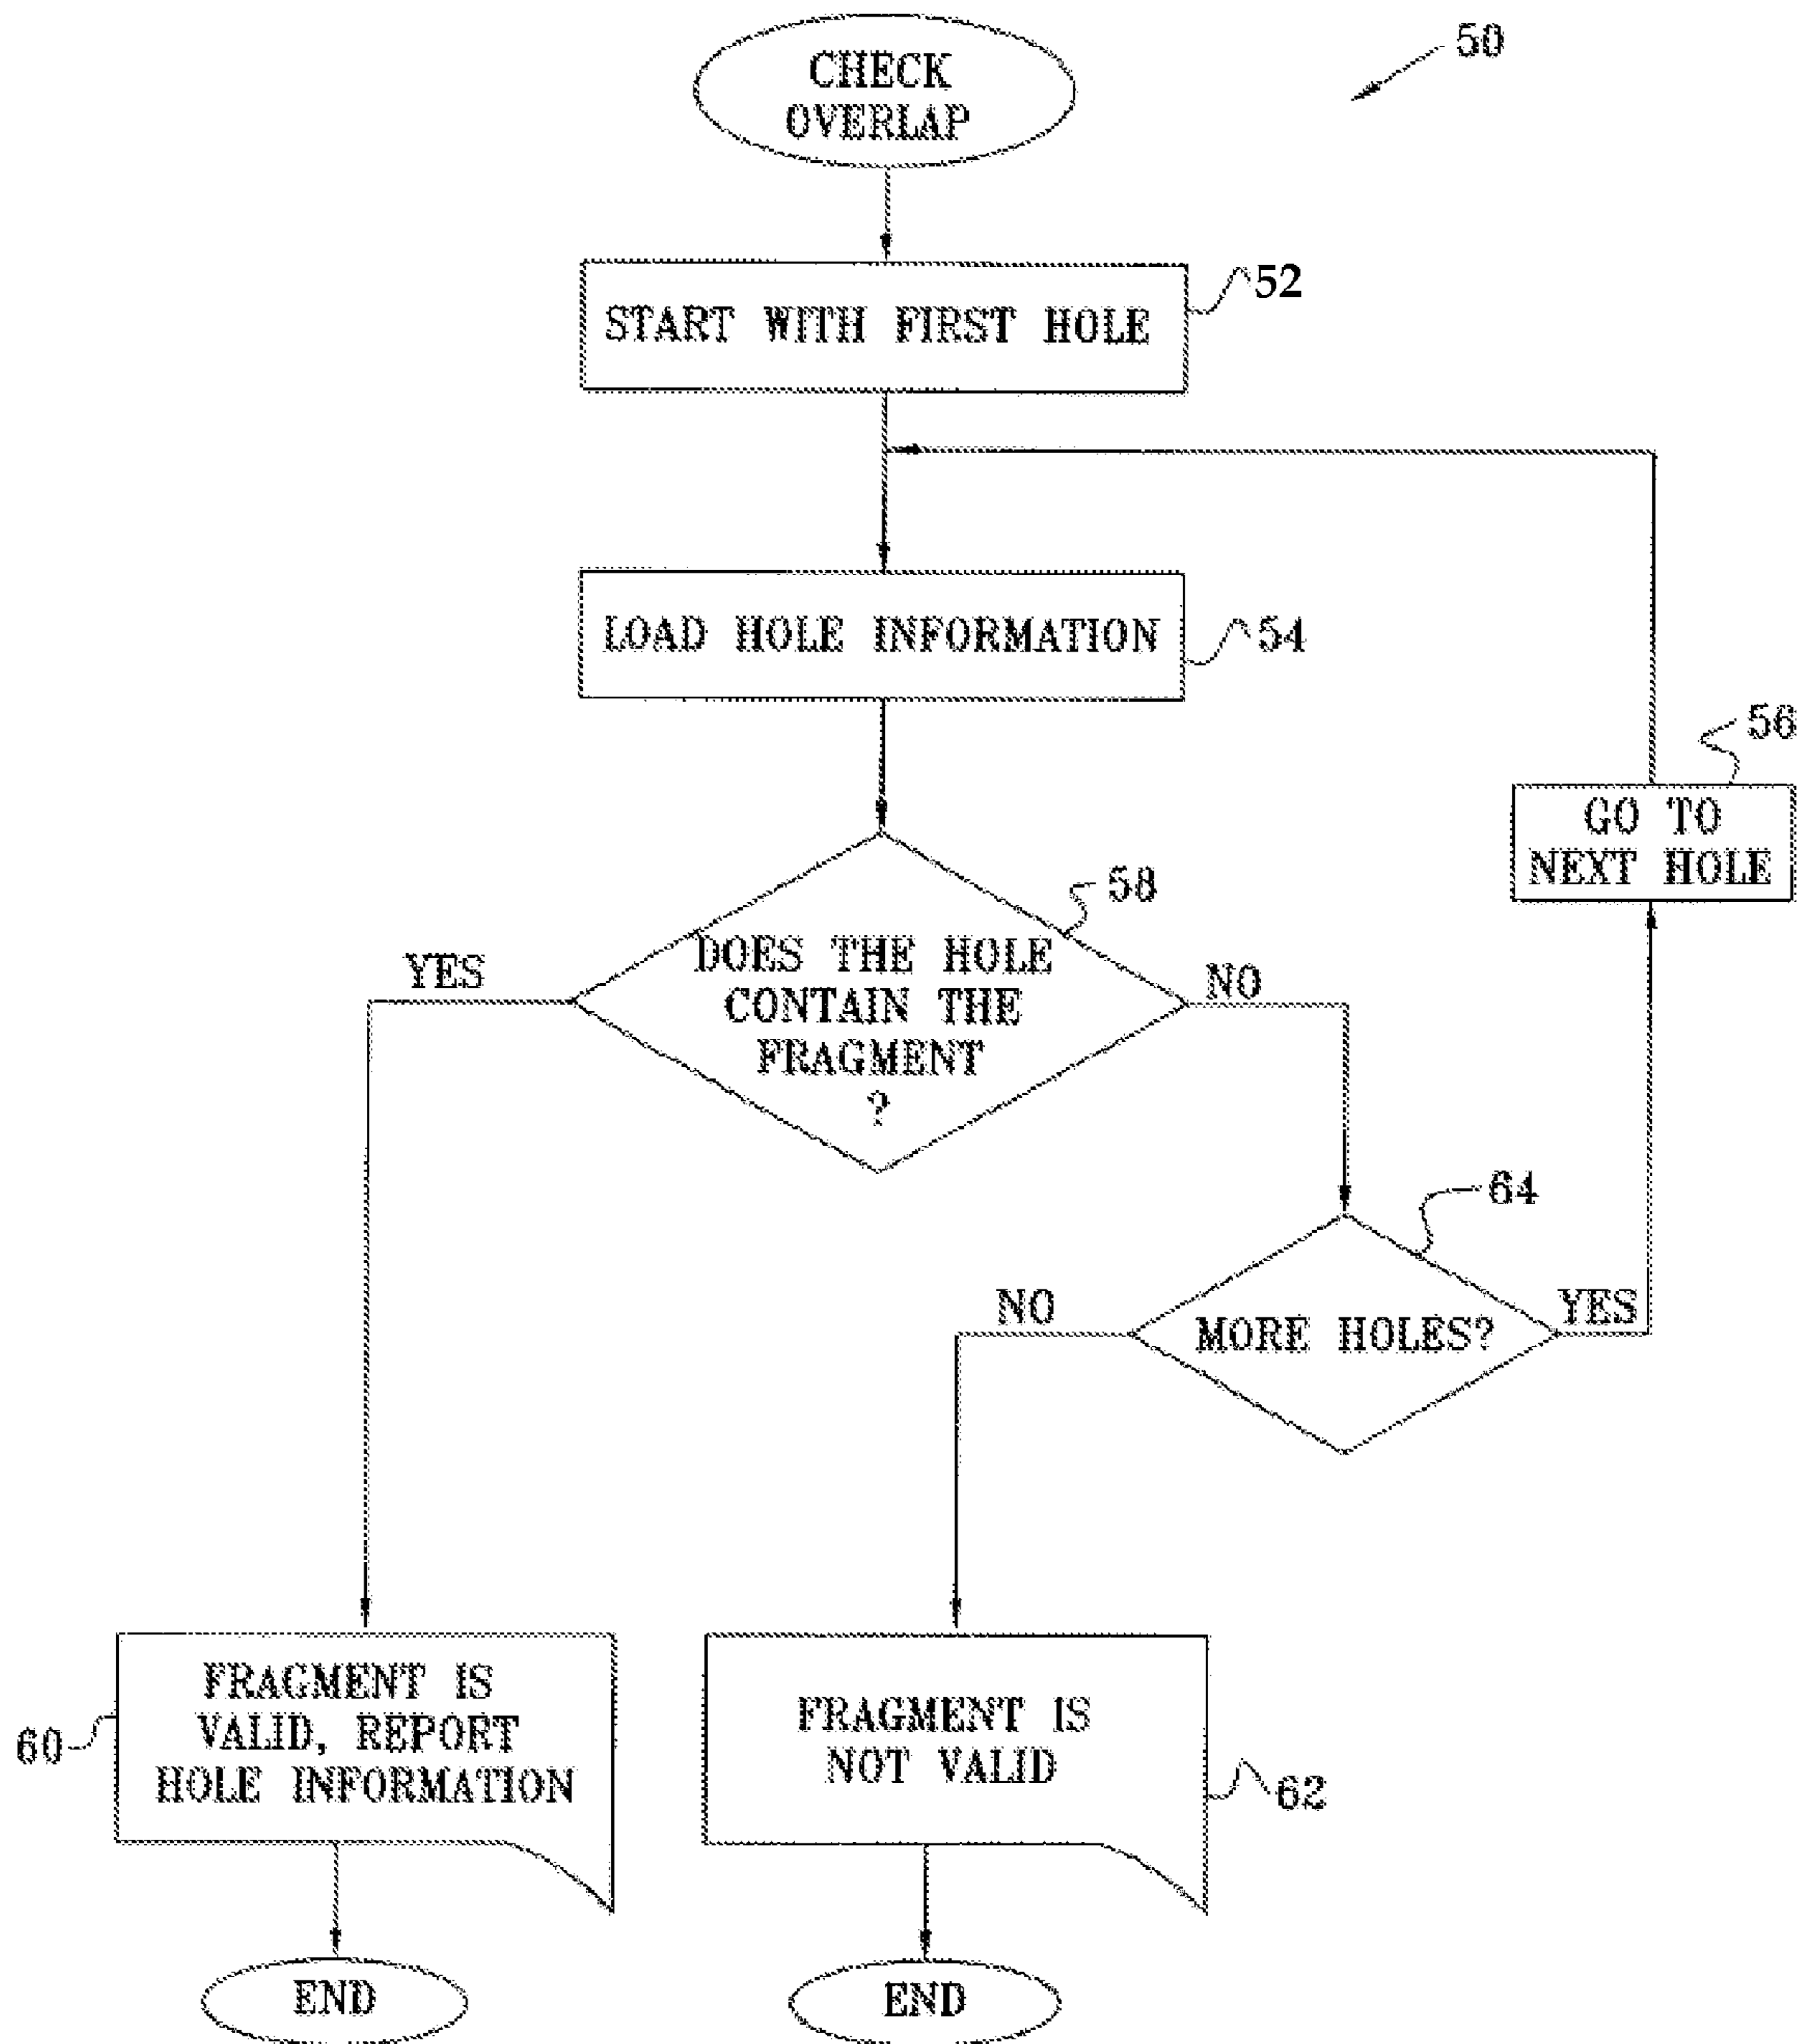 CHECK
OVERLAP
50
START WITH FIRST HOLE
52
LOAD HOLE INFORMATION
54
56
GO TO
NEXT HOLE
58
DOES THE HOLE
CONTAIN THE
FRAGMENT
?
YES
NO
64
MORE HOLES?
NO
YES
FRAGMENT IS
VALID, REPORT
HOLE INFORMATION
60
FRAGMENT IS
NOT VALID
62
END
END